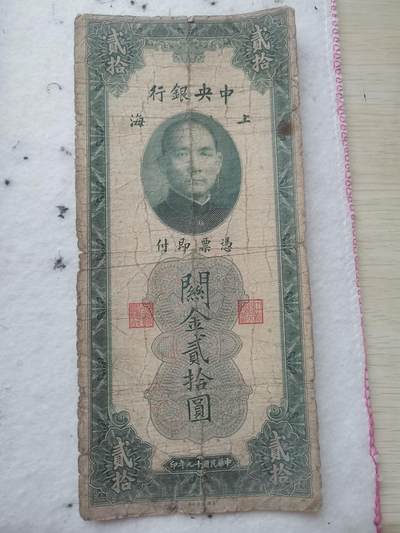 貳拾
貳拾
中央銀行
上海
憑票即付
關金貳拾圓
貳拾
貳拾
中華民國十九年印